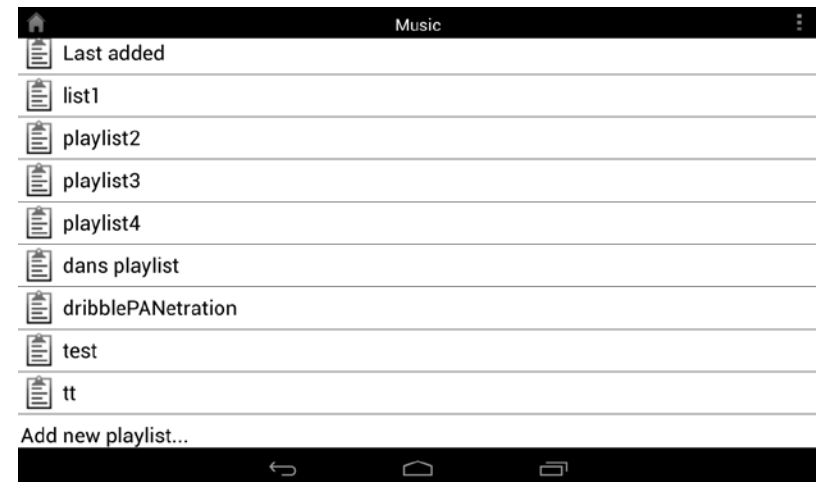 Music
Last added
list1
playlist2
playlist3
playlist4
dans playlist
dribblePANetration
test
tt
Add new playlist...